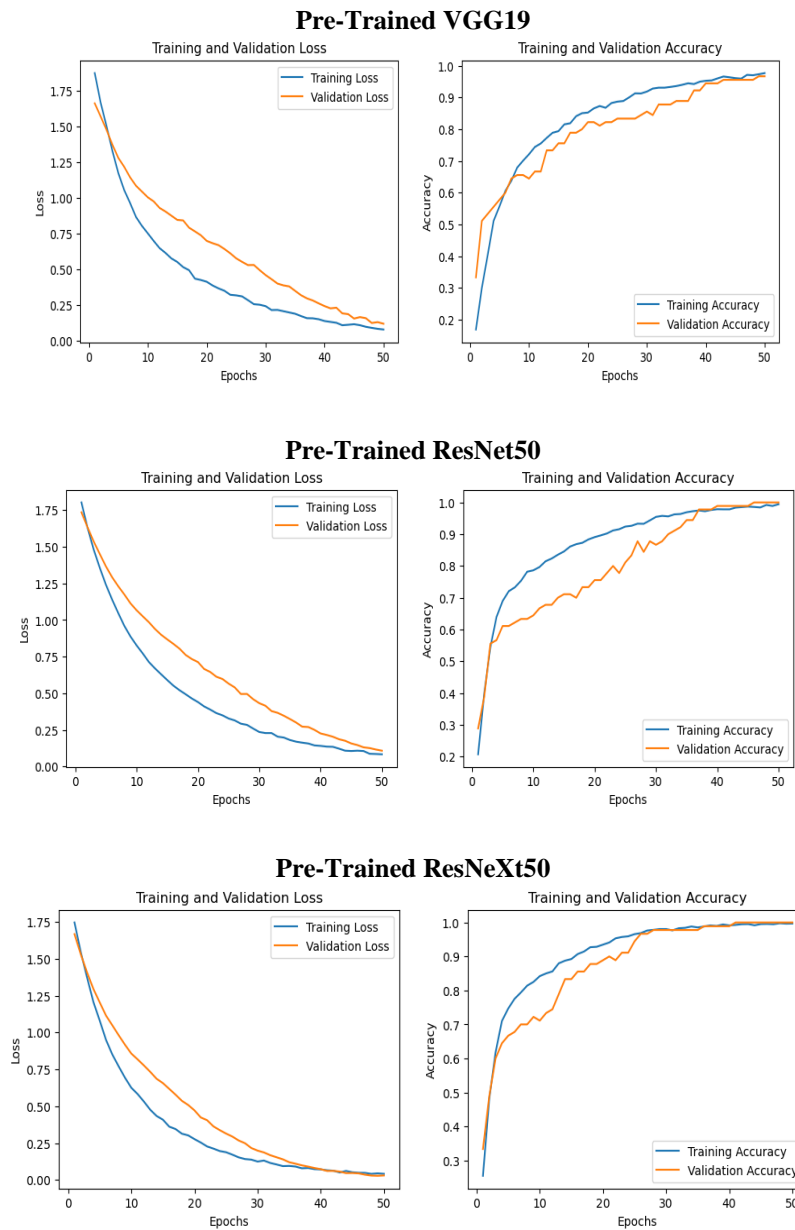 Pre-Trained VGG19
Training and Validation Loss
Training and Validation Accuracy
Training Loss
Validation Loss
1.75
1.50
1.25
1.00
0.75
0.50
0.25
0.00
Loss
0 10 20 30 40 50
Epochs
1.0
0.9
0.8
0.7
0.6
0.5
0.4
0.3
0.2
Accuracy
Training Accuracy
Validation Accuracy
0 10 20 30 40 50
Epochs
Pre-Trained ResNet50
Training and Validation Loss
Training and Validation Accuracy
Training Loss
Validation Loss
1.75
1.50
1.25
1.00
0.75
0.50
0.25
0.00
Loss
0 10 20 30 40 50
Epochs
1.0
0.9
0.8
0.7
0.6
0.5
0.4
0.3
0.2
Accuracy
Training Accuracy
Validation Accuracy
0 10 20 30 40 50
Epochs
Pre-Trained ResNeXt50
Training and Validation Loss
Training and Validation Accuracy
Training Loss
Validation Loss
1.75
1.50
1.25
1.00
0.75
0.50
0.25
0.00
Loss
0 10 20 30 40 50
Epochs
1.0
0.9
0.8
0.7
0.6
0.5
0.4
0.3
Accuracy
Training Accuracy
Validation Accuracy
0 10 20 30 40 50
Epochs